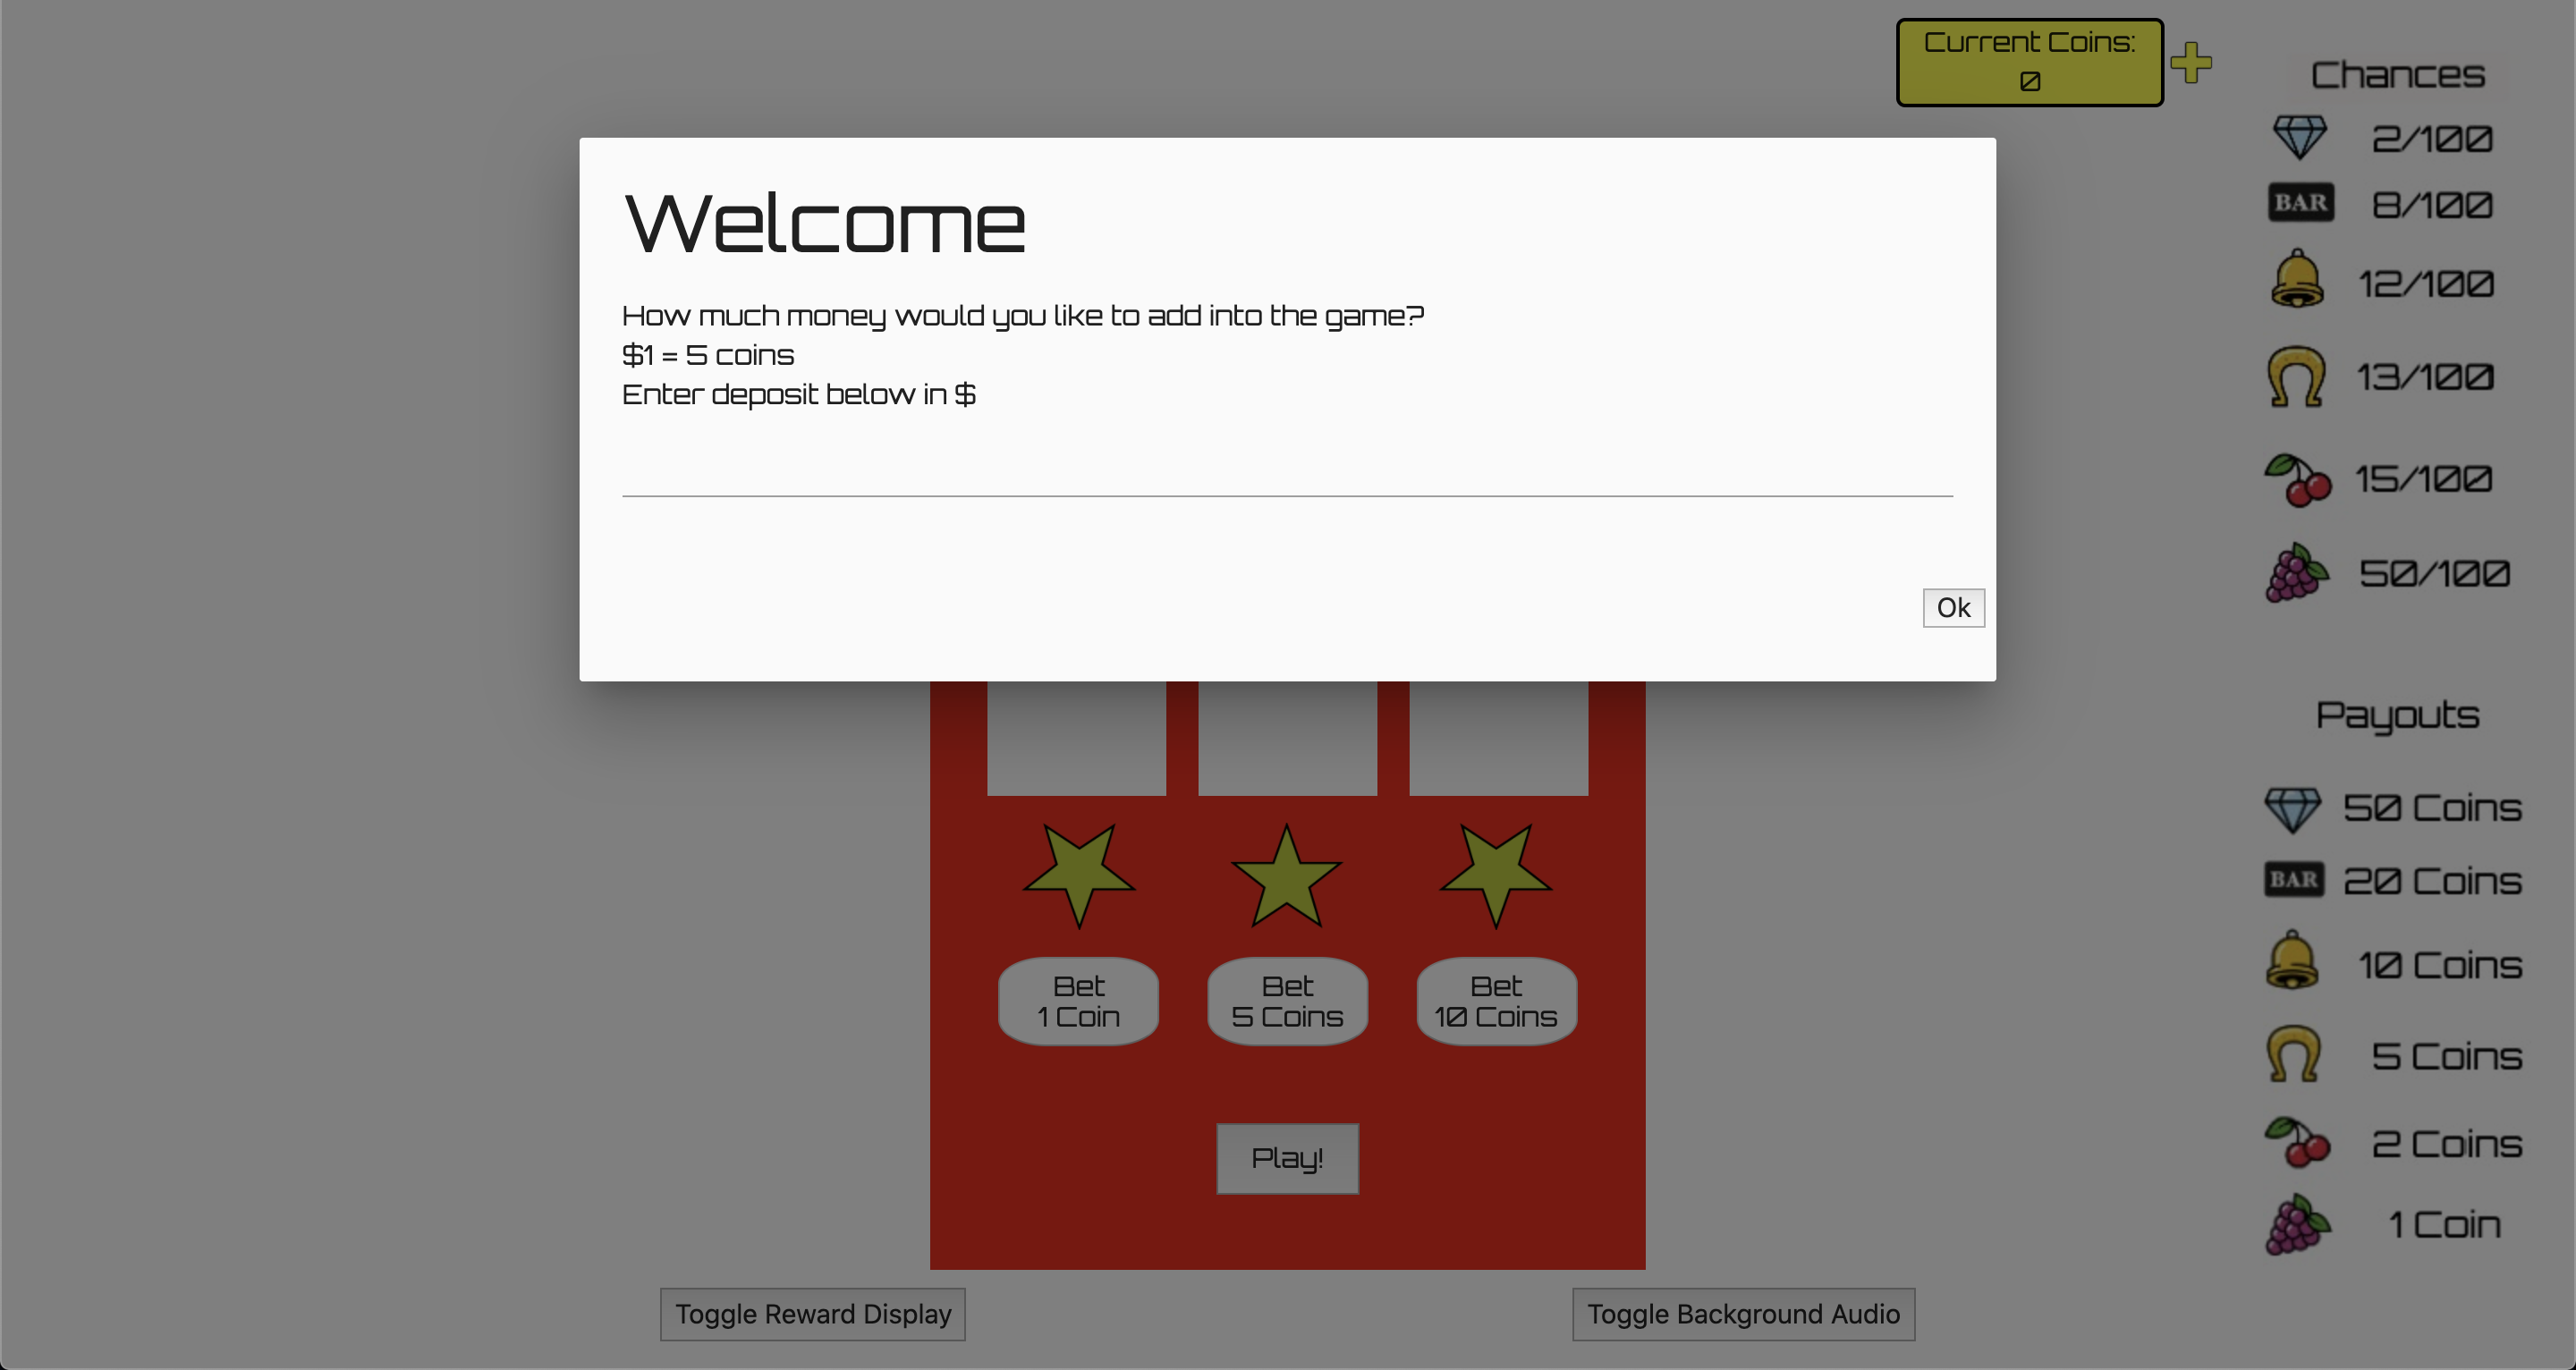 Current Coins:
0
Welcome
How much money would you like to add into the game?
$1 = 5 coins
Enter deposit below in $
Ok
Bet
1 Coin
Bet
5 Coins
Bet
10 Coins
Play!
Toggle Reward Display
Toggle Background Audio
Chances
2/100
BAR 8/100
12/100
13/100
15/100
50/100
Payouts
50 Coins
BAR 20 Coins
10 Coins
5 Coins
2 Coins
1 Coin